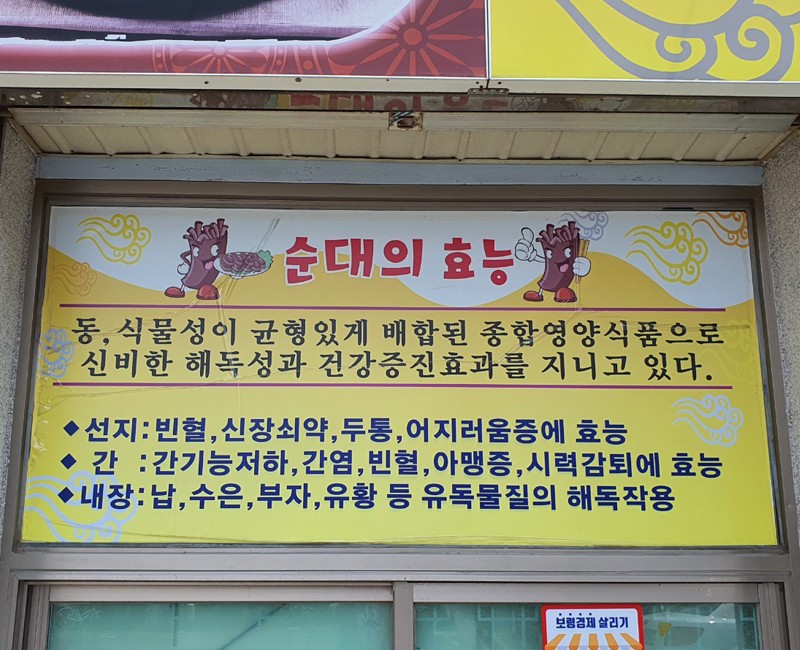 순대의 효능
동,식물성이 균형있게 배합된 종합영양식품으로
신비한 해독성과 건강증진효과를 지니고 있다.
◆선지:빈혈,신장쇠약,두통,어지러움증에 효능
◆ 간 :간기능저하,간염,빈혈,아맹증,시력감퇴에 효능
◆내장:납,수은,부자,유황 등 유독물질의 해독작용
보령경제 살리기